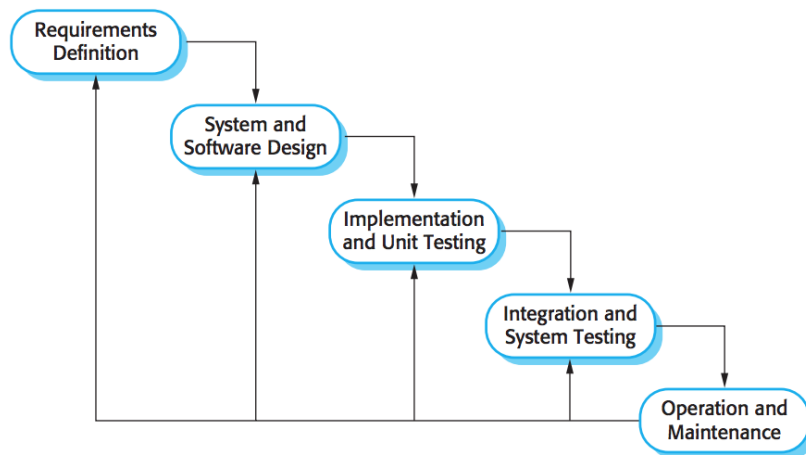 Requirements
Definition
System and
Software Design
Implementation
and Unit Testing
Integration and
System Testing
Operation and
Maintenance